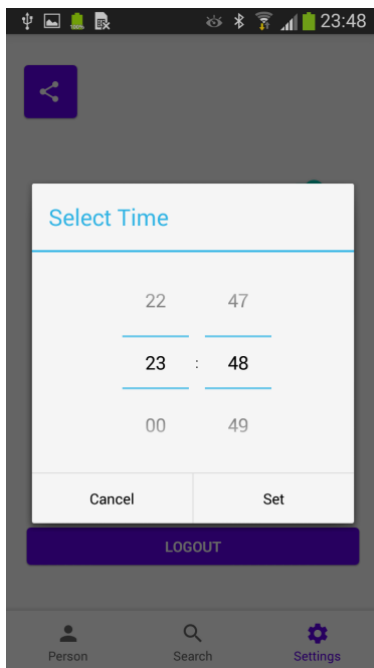 23:48
Select Time
22 47
23 : 48
00 49
Cancel Set
LOGOUT
Person Search Settings